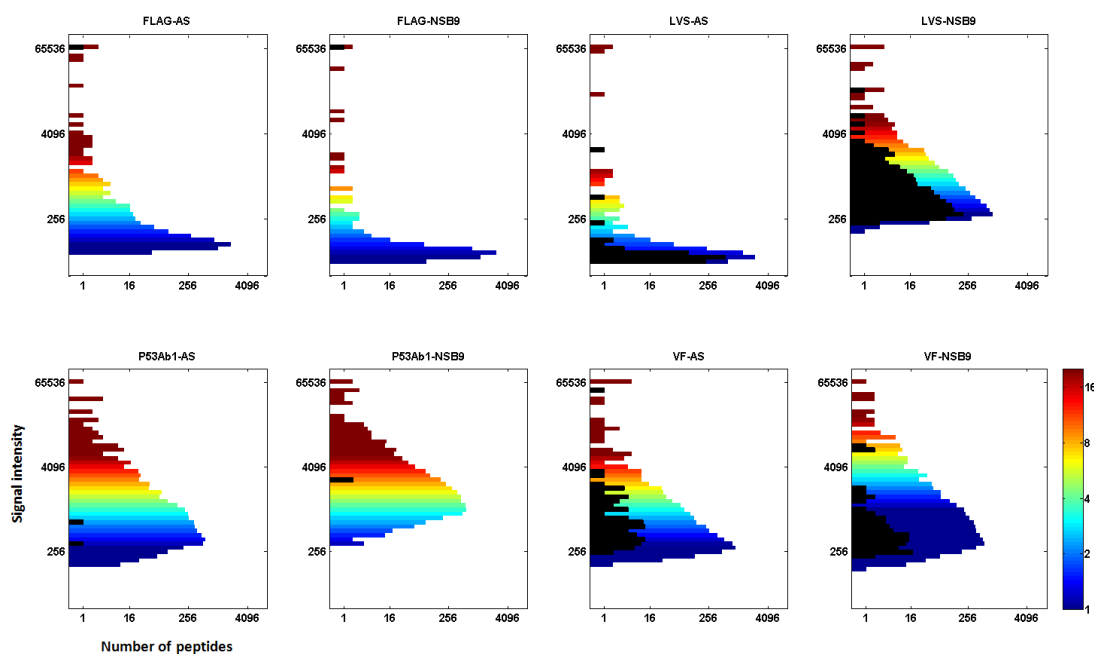 FLAG-AS FLAG-NSB9 LVS-AS LVS-NSB9
65536 65536 65536 65536
4096 4096 4096 4096
256 256 256 256
1 16 256 4096 1 16 256 4096 1 16 256 4096 1 16 256 4096
P53Ab1-AS P53Ab1-NSB9 VF-AS VF-NSB9
65536 65536 65536 65536
16
8
4096 4096 4096 4096
4
2
256 256 256 256
1
1 16 256 4096 1 16 256 4096 1 16 256 4096 1 16 256 4096
Signal intensity
Number of peptides